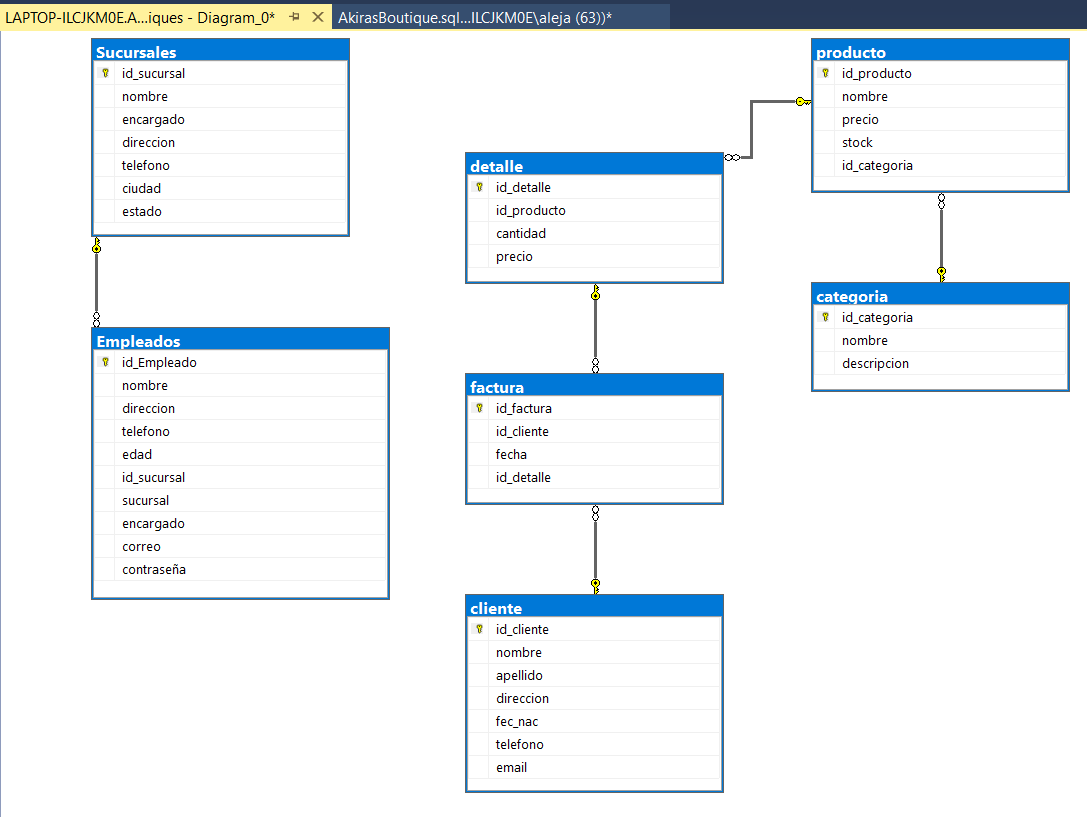 LAPTOP-ILCJKM0E.A...iques - Diagram_0*
AkirasBoutique.sql...ILCJKM0E\aleja (63))*
Sucursales
id_sucursal
nombre
encargado
direccion
telefono
ciudad
estado
Empleados
id_Empleado
nombre
direccion
telefono
edad
id_sucursal
sucursal
encargado
correo
contraseña
detalle
id_detalle
id_producto
cantidad
precio
factura
id_factura
id_cliente
fecha
id_detalle
cliente
id_cliente
nombre
apellido
direccion
fec_nac
telefono
email
producto
id_producto
nombre
precio
stock
id_categoria
categoria
id_categoria
nombre
descripcion